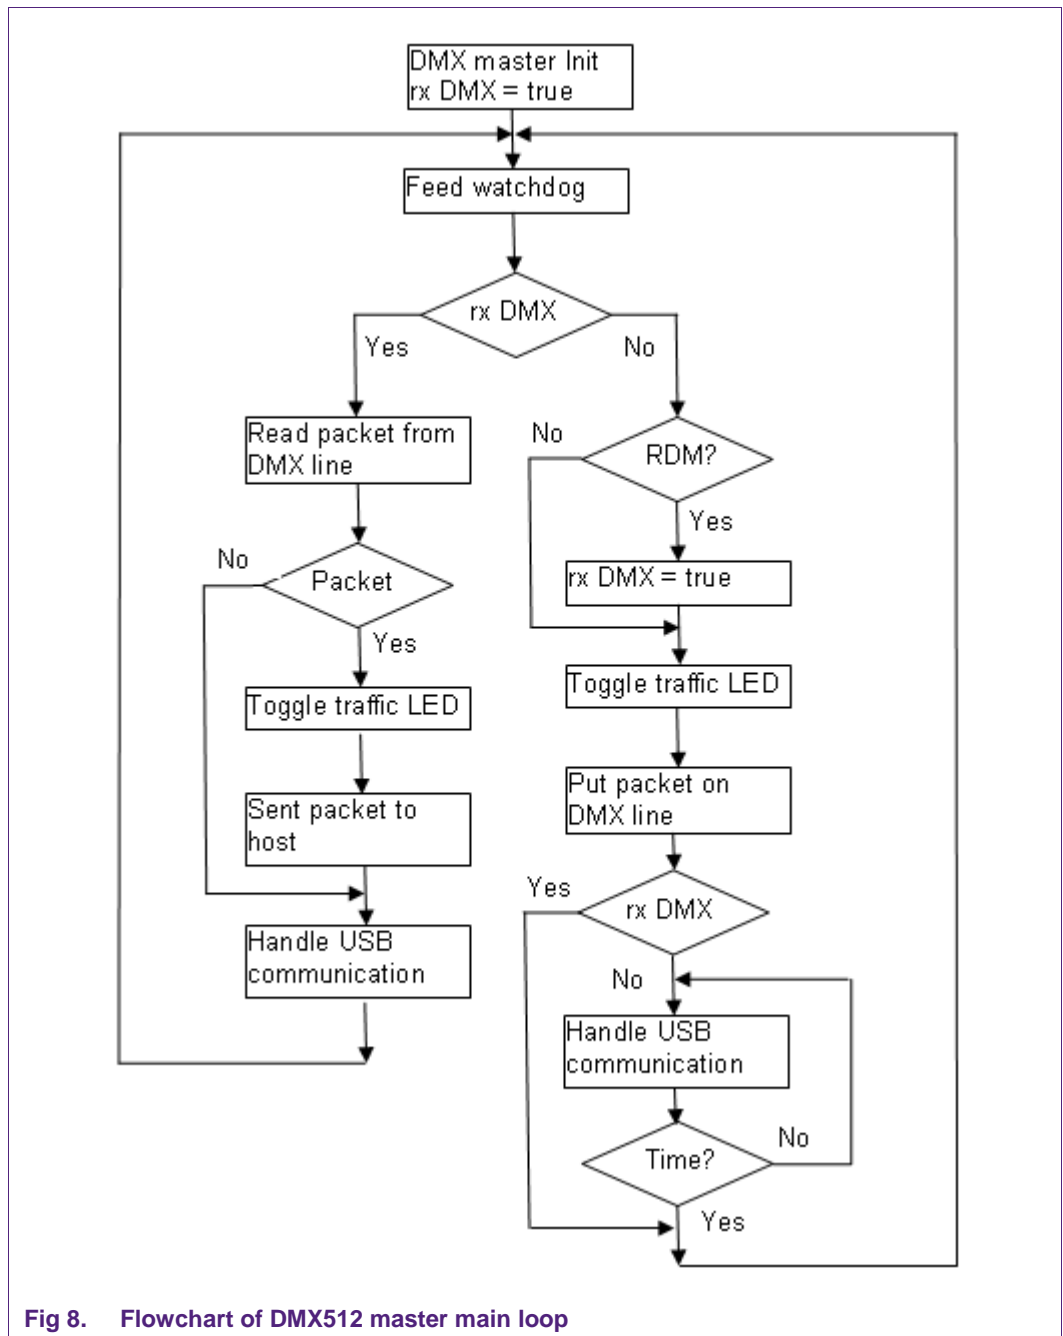 DMX master Init
rx DMX = true
Feed watchdog
rx DMX
Yes
No
Read packet from
DMX line
No
Packet
Yes
Toggle traffic LED
Sent packet to
host
Handle USB
communication
No
RDM?
Yes
rx DMX = true
Toggle traffic LED
Put packet on
DMX line
Yes
rx DMX
No
Handle USB
communication
Time?
No
Yes
Fig 8. Flowchart of DMX512 master main loop